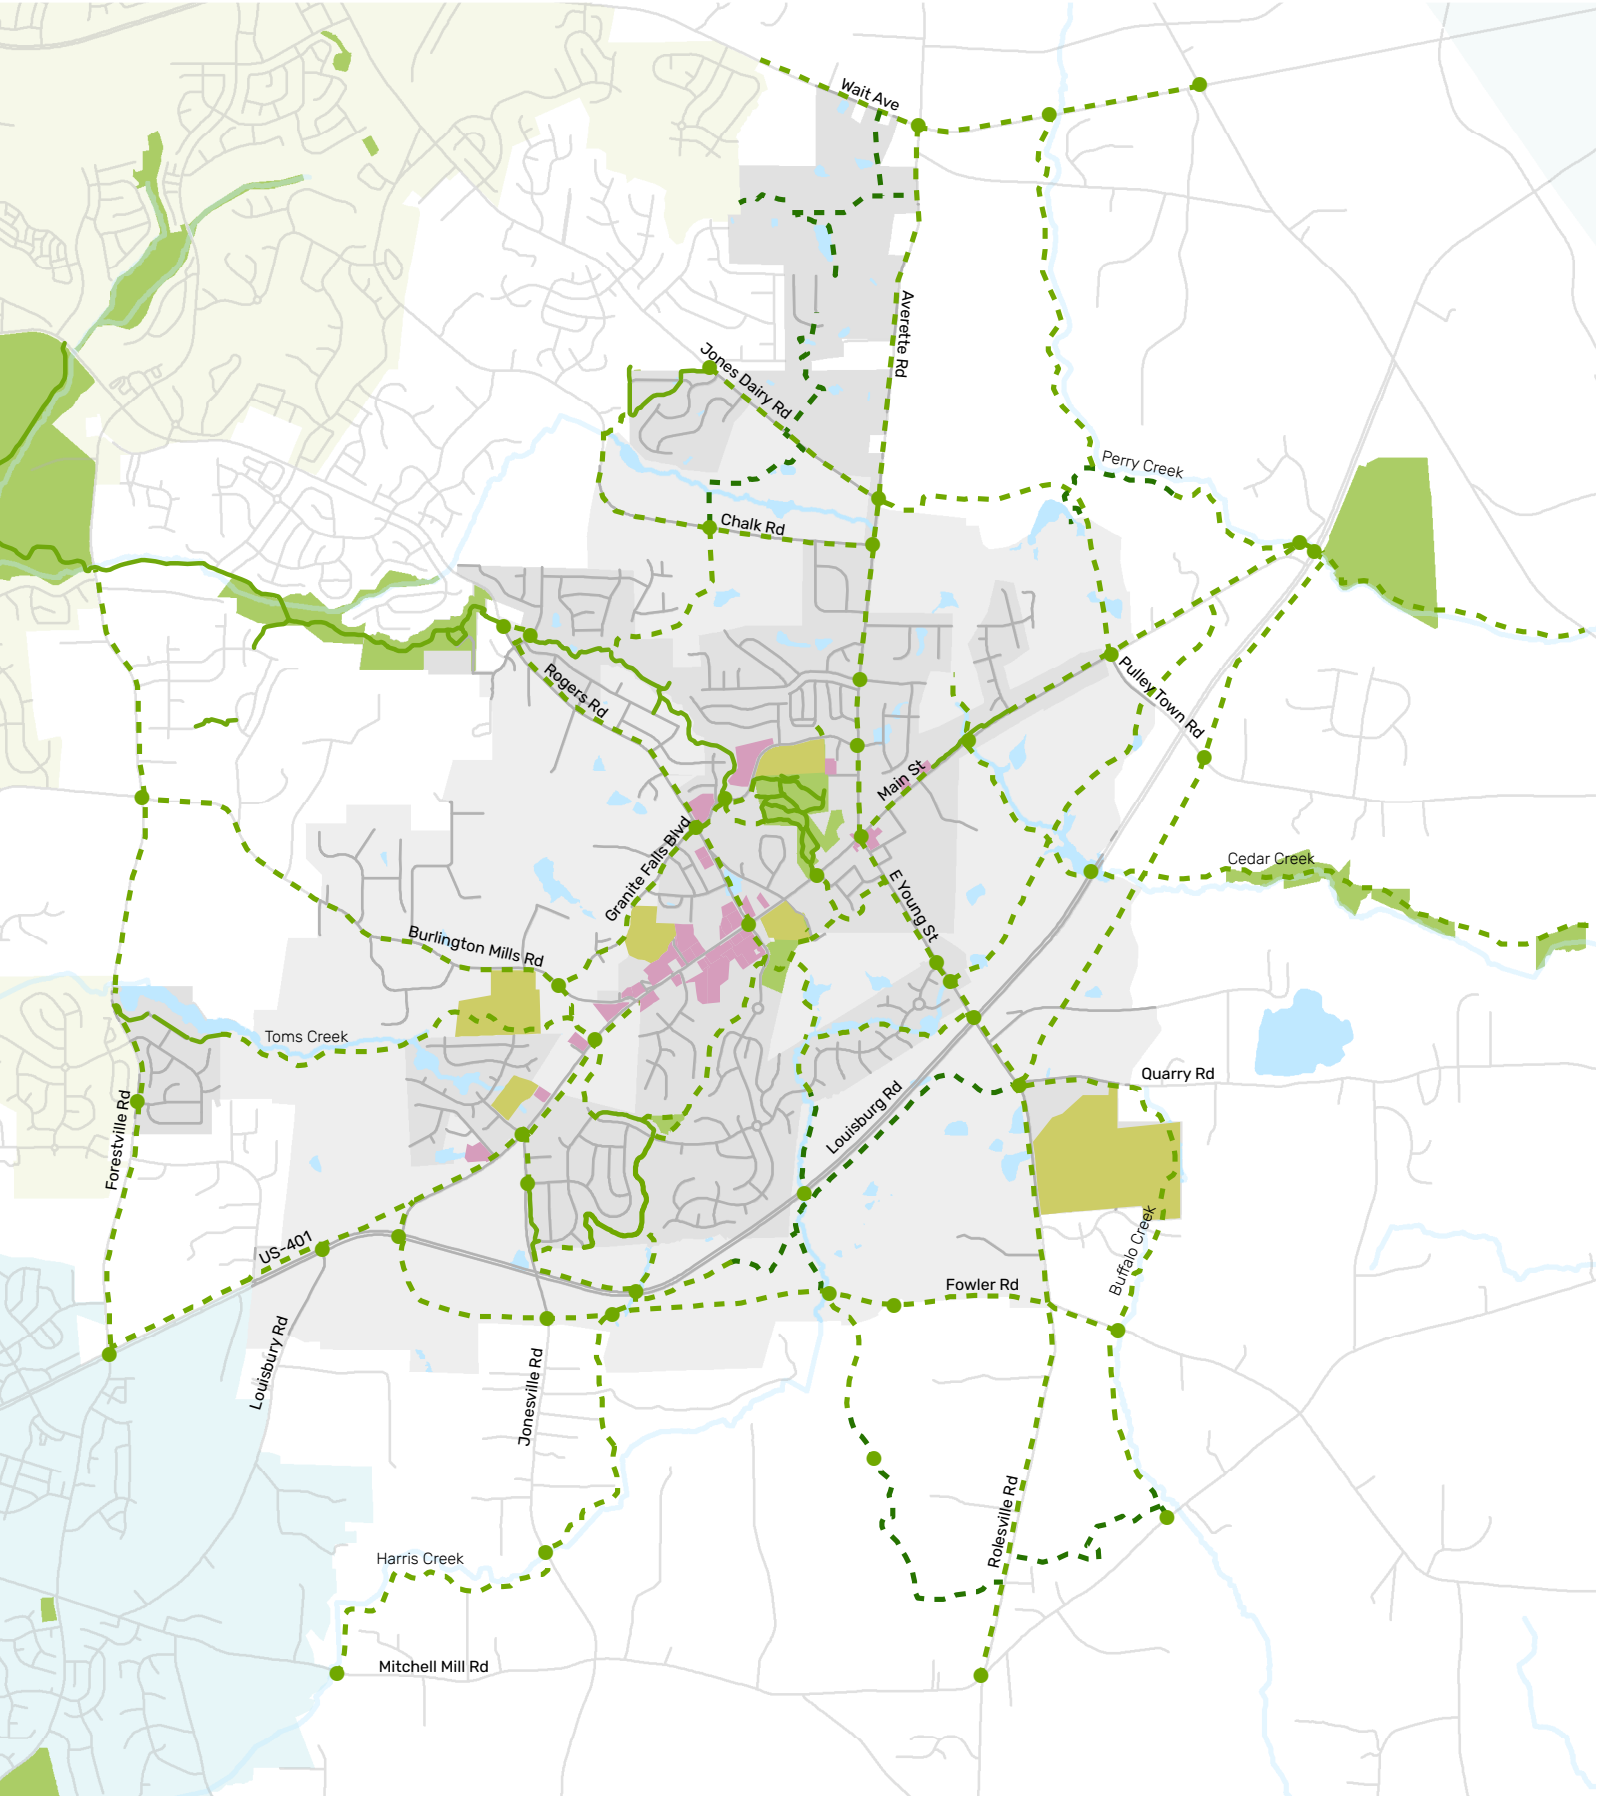 Wait Ave
Averette Rd
Jones Dairy Rd
Perry Creek
Chalk Rd
Rogers Rd
Pulley Town Rd
Main St
Granite Falls Blvd
Cedar Creek
E Young St
Burlington Mills Rd
Toms Creek
Quarry Rd
Forestville Rd
Louisburg Rd
Buffalo Creek
US-401
Fowler Rd
Louisbury Rd
Jonesville Rd
Rolesville Rd
Harris Creek
Mitchell Mill Rd